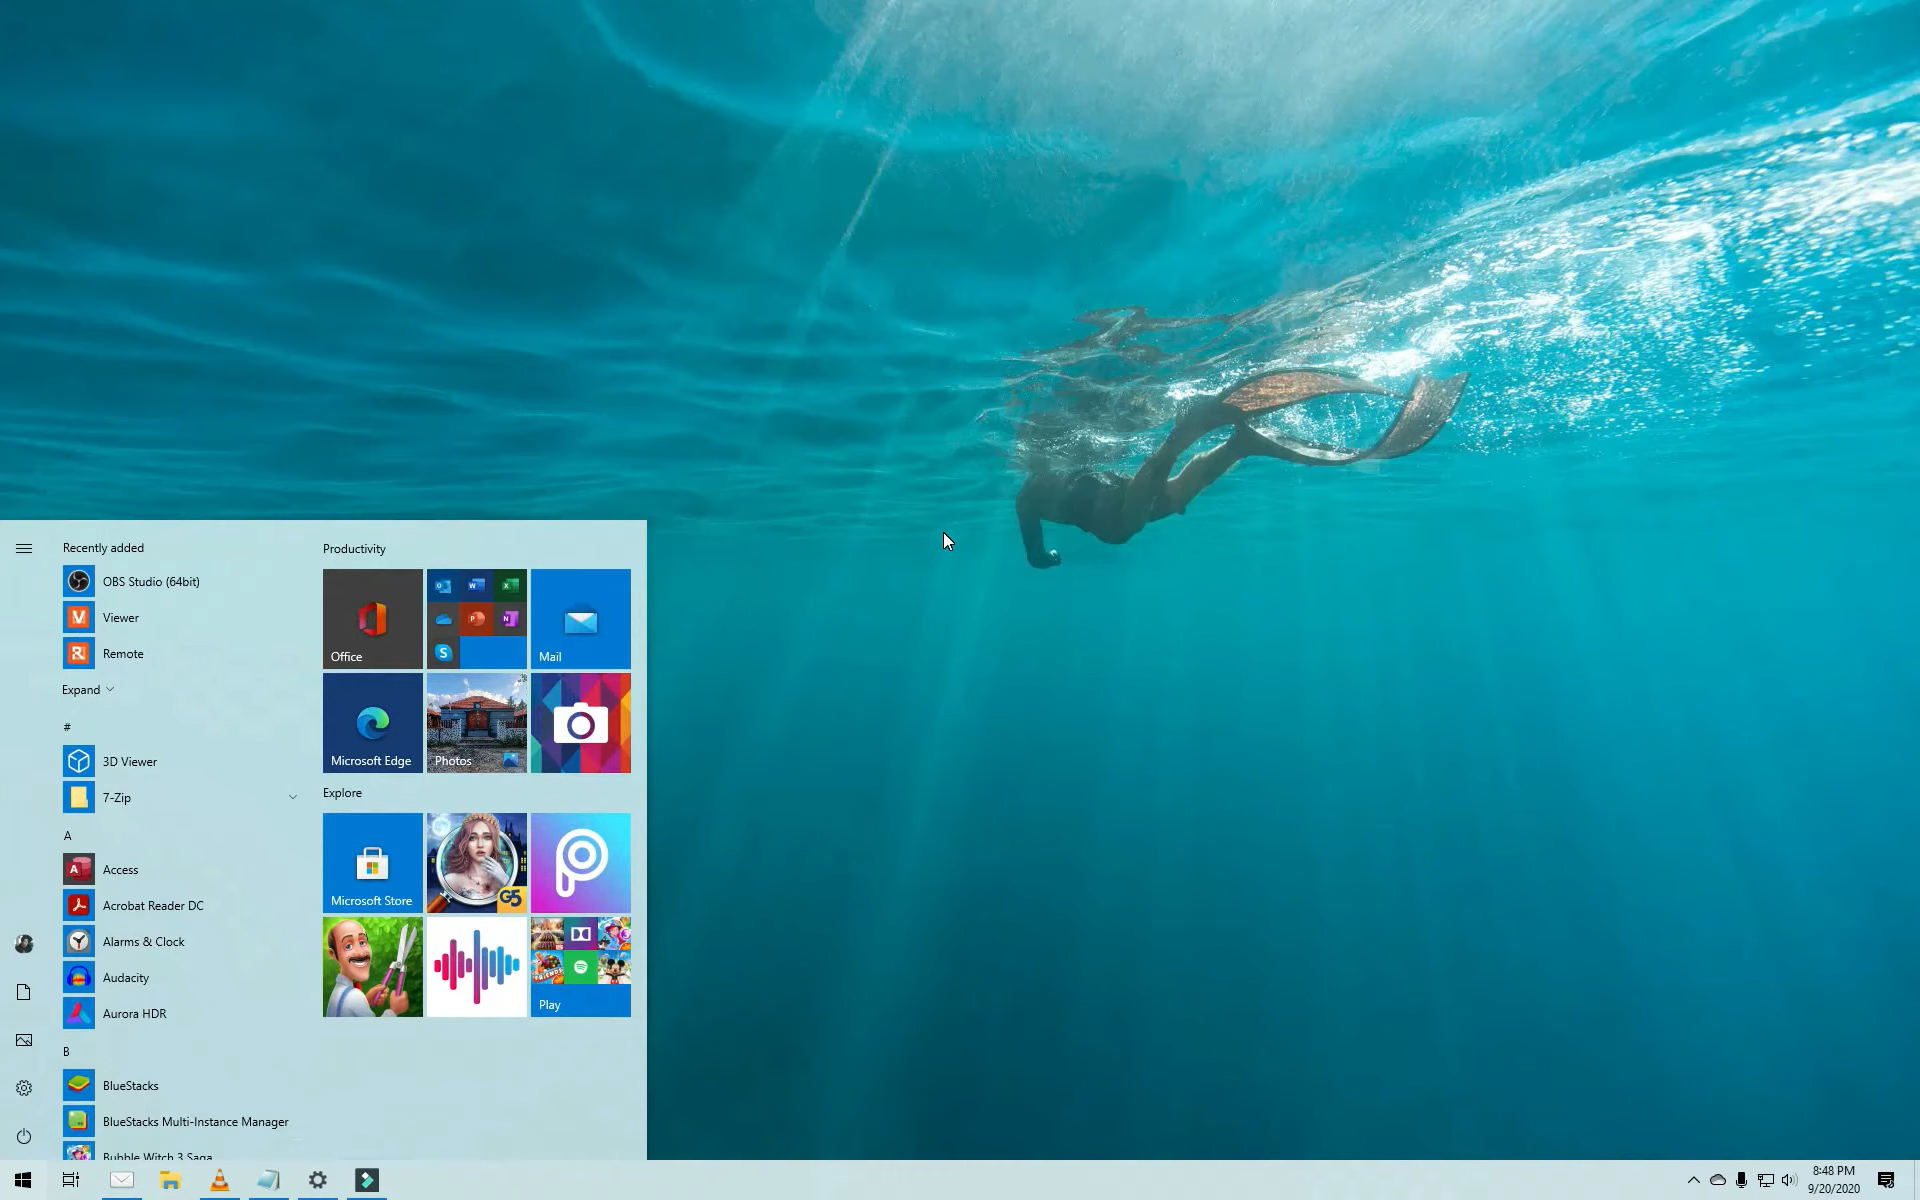 Recently added
OBS Studio (64bit)
Viewer
Remote
Expand
#
3D Viewer
7-Zip
A
Access
Acrobat Reader DC
Alarms & Clock
Audacity
Aurora HDR
B
BlueStacks
BlueStacks Multi-Instance Manager
Bubble Witch 3 Saga
Productivity
Office
Mail
Microsoft Edge
Photos
Explore
Microsoft Store
G5
Play
8:48 PM
9/20/2020